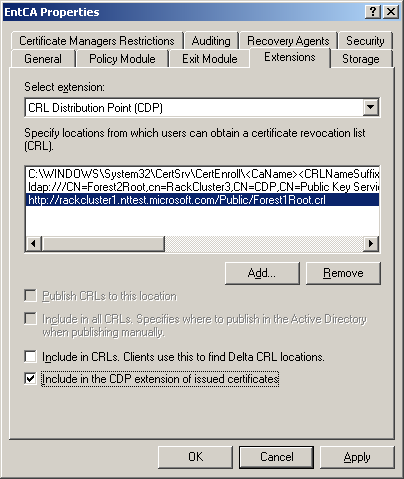 EntCA Properties
Certificate Managers Restrictions Auditing Recovery Agents Security
General Policy Module Exit Module Extensions Storage
Select extension:
CRL Distribution Point (CDP)
Specify locations from which users can obtain a certificate revocation list
(CRL).
C:\WINDOWS\System32\CertSrv\CertEnroll\<CaName><CRLNameSuffix
ldap:///CN=Forest2Root,cn=RackCluster3,CN=CDP,CN=Public Key Servic
http://rackcluster1.nttest.microsoft.com/Public/Forest1Root.crl
Add... Remove
Publish CRLs to this location
Include in all CRLs. Specifies where to publish in the Active Directory
when publishing manually.
Include in CRLs. Clients use this to find Delta CRL locations.
Include in the CDP extension of issued certificates
OK Cancel Apply